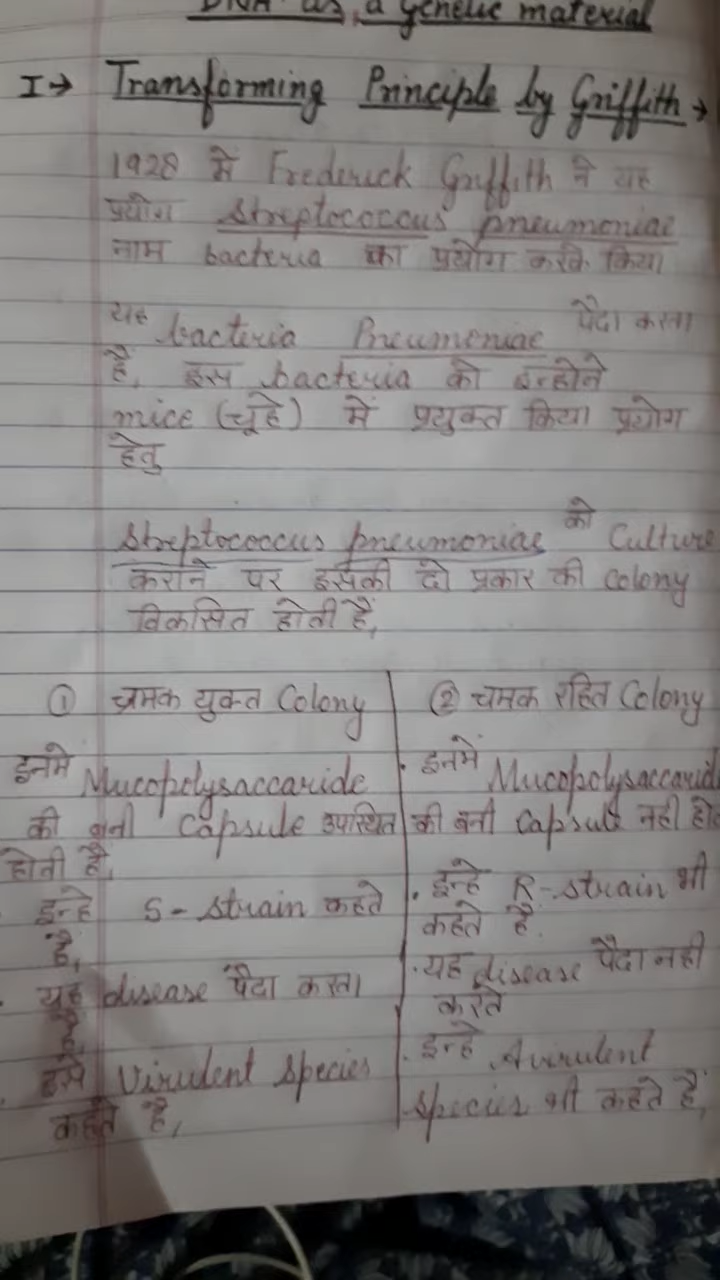 DNA as a genetic material
I → Transforming Principle by Griffith →
1928 में Frederick Griffith ने यह
प्रयोग Streptococcus pneumoniae
नाम bacteria का प्रयोग करके किया
यह bacteria Pneumoniae पैदा करता
है, इस bacteria को इन्होने
mice (चूहे) में प्रयुक्त किया प्रयोग
हेतु
Streptococcus pneumoniae को Culture
कराने पर इसकी दो प्रकार की colony
विकसित होती हैं,
① चमक युक्त Colony
इनमे Mucopolysaccaride
की बनी Capsule उपस्थित
होती है,
इन्हे S-strain कहते
है,
यह disease पैदा करता
है
इसे Virulent species
कहते है,
② चमक रहित Colony
· इनमें Mucopolysaccarid
की बनी Capsule नही हो
· इन्हे R-strain भी
कहते है.
· यह disease पैदा नही
करते
· इन्हे Avirulent
species भी कहते है,